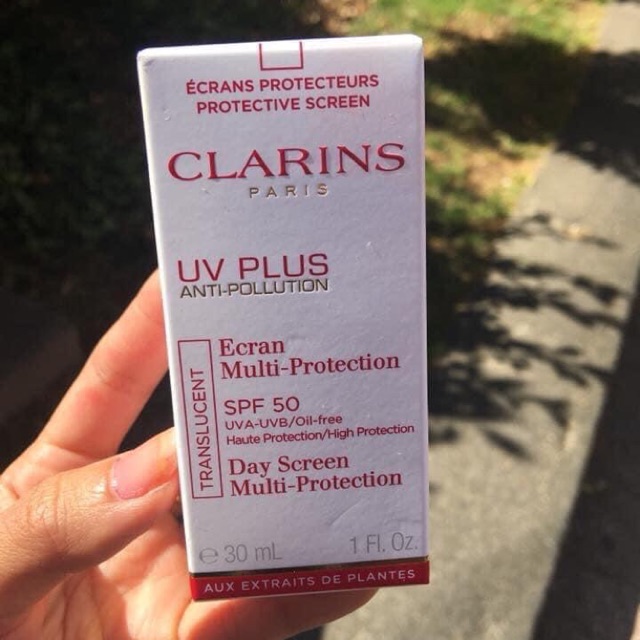 ÉCRANS PROTECTEURS
PROTECTIVE SCREEN
CLARINS
PARIS
UV PLUS
ANTI-POLLUTION
TRANSLUCENT
Ecran
Multi-Protection
SPF 50
UVA-UVB/Oil-free
Haute Protection/High Protection
Day Screen
Multi-Protection
℮ 30 mL 1 Fl. Oz.
AUX EXTRAITS DE PLANTES